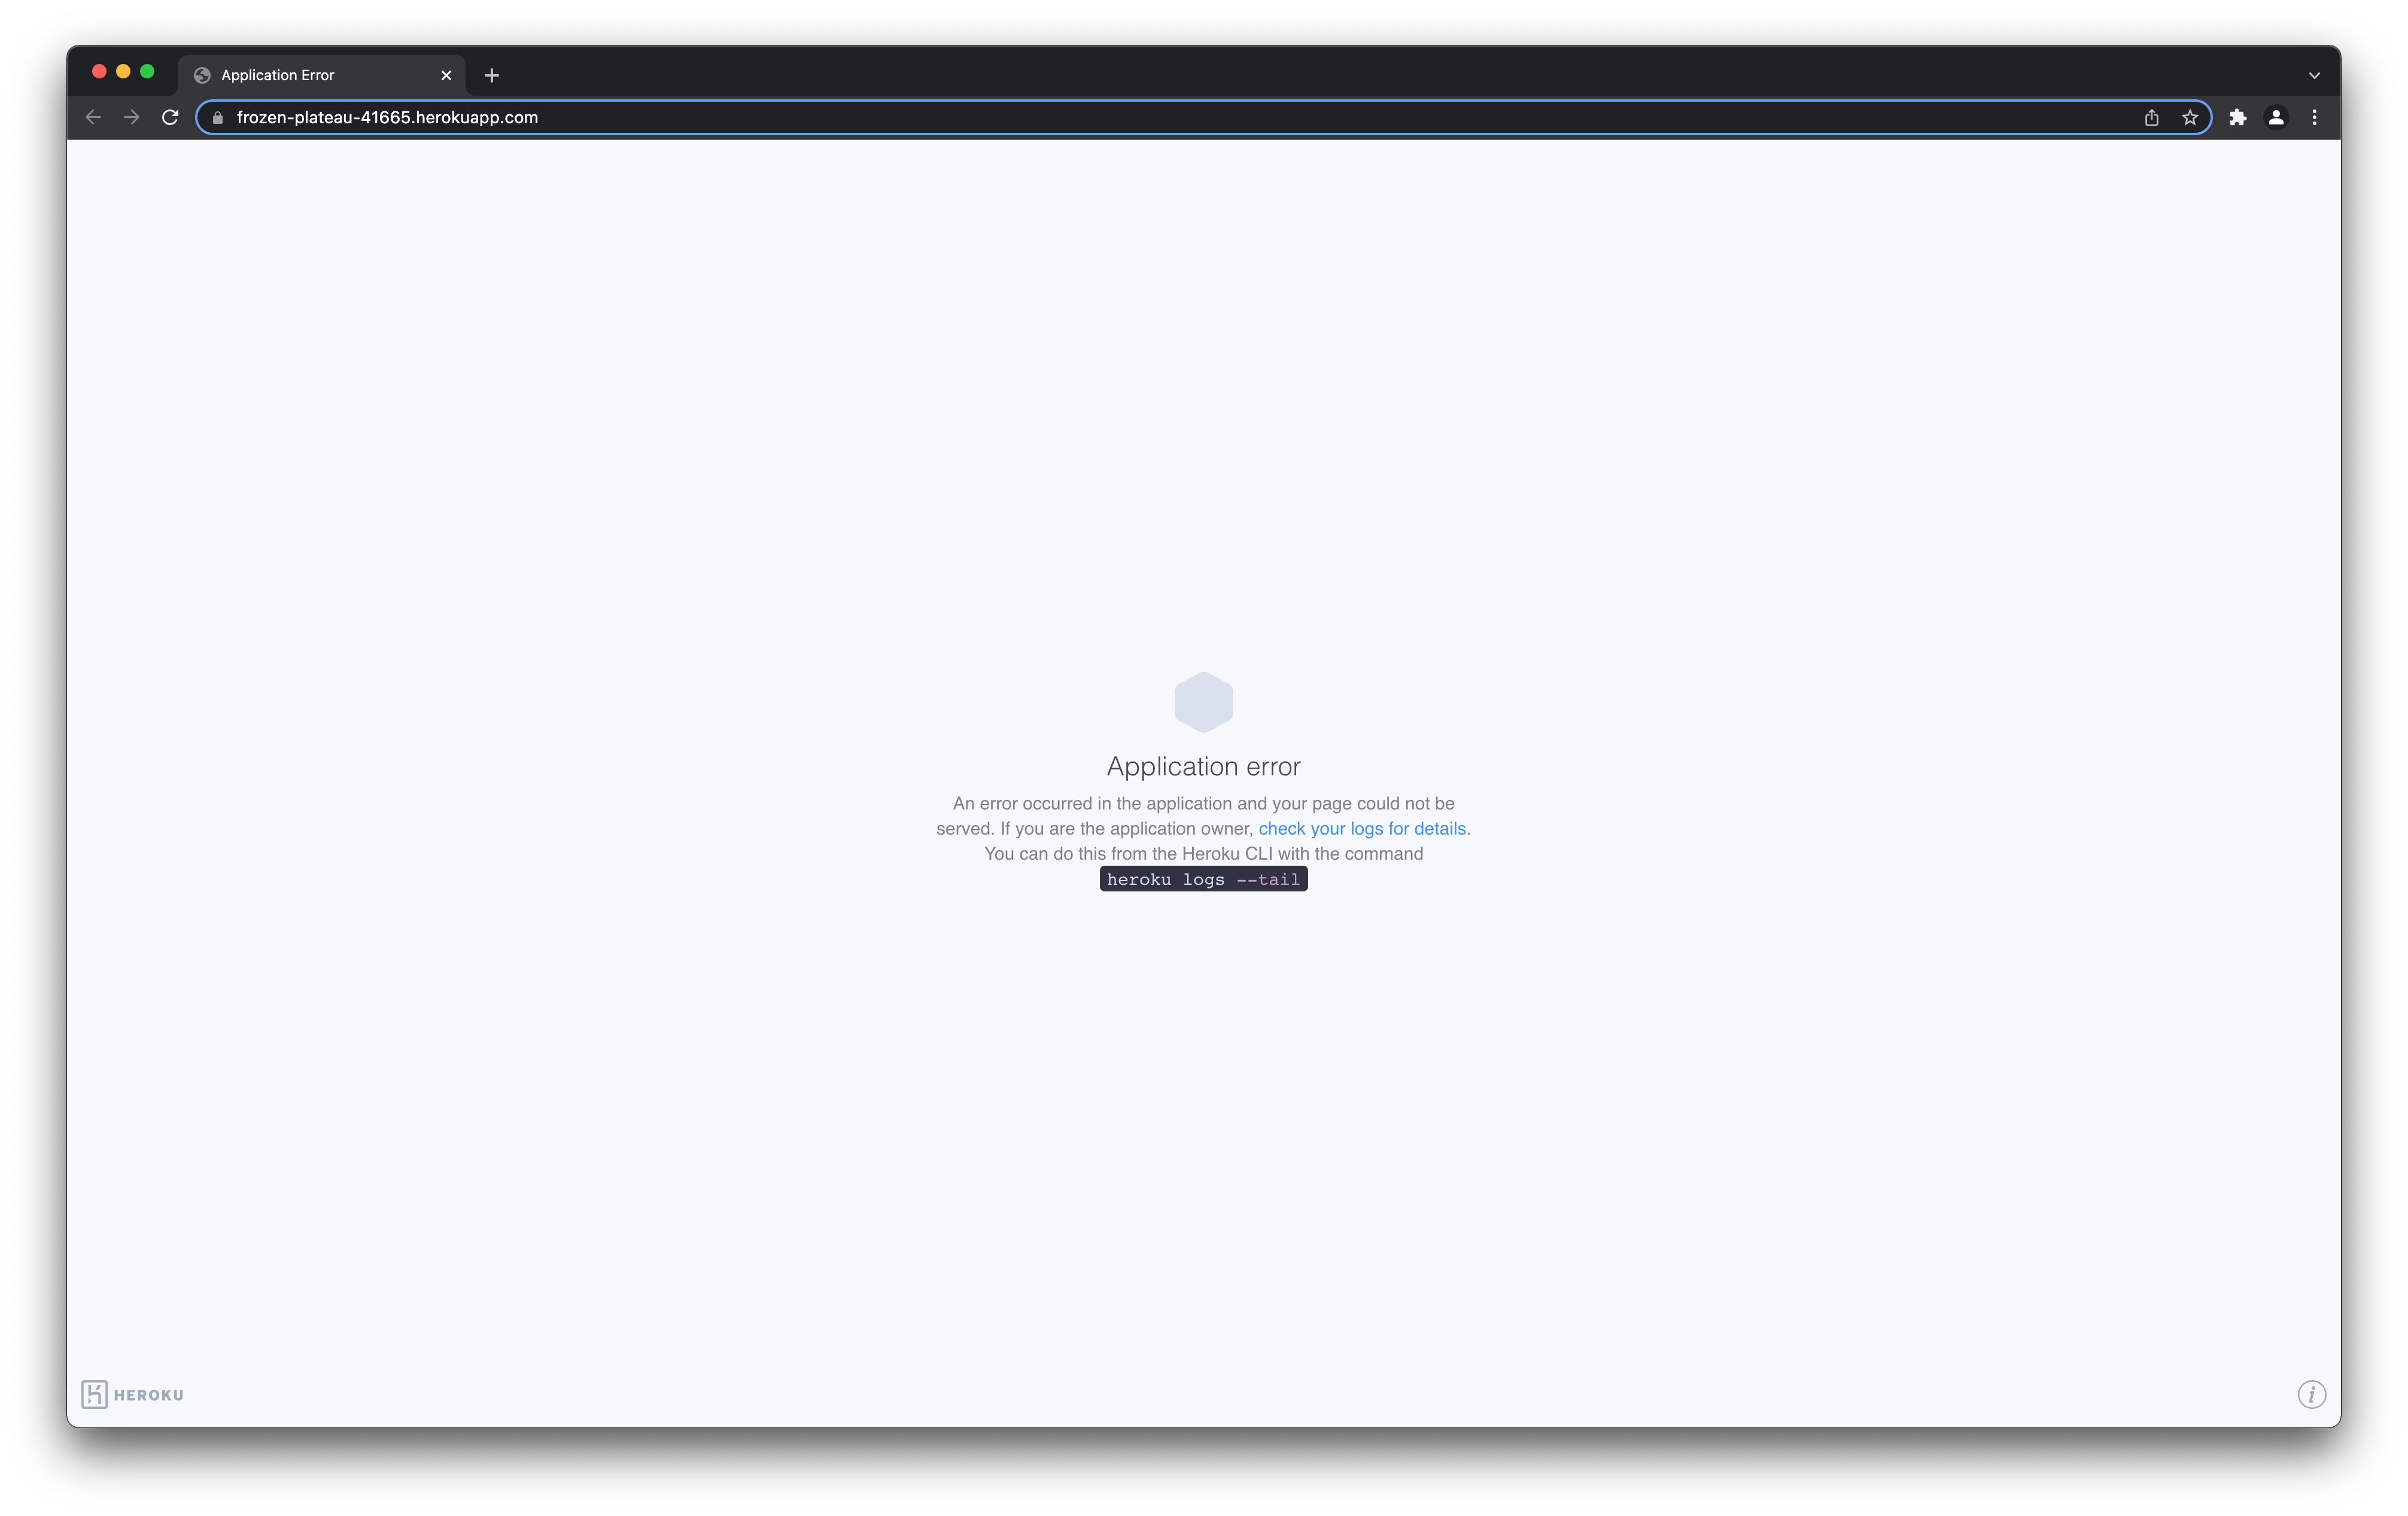 Application Error
frozen-plateau-41665.herokuapp.com
Application error
An error occurred in the application and your page could not be
served. If you are the application owner, check your logs for details.
You can do this from the Heroku CLI with the command
heroku logs --tail
HEROKU
i